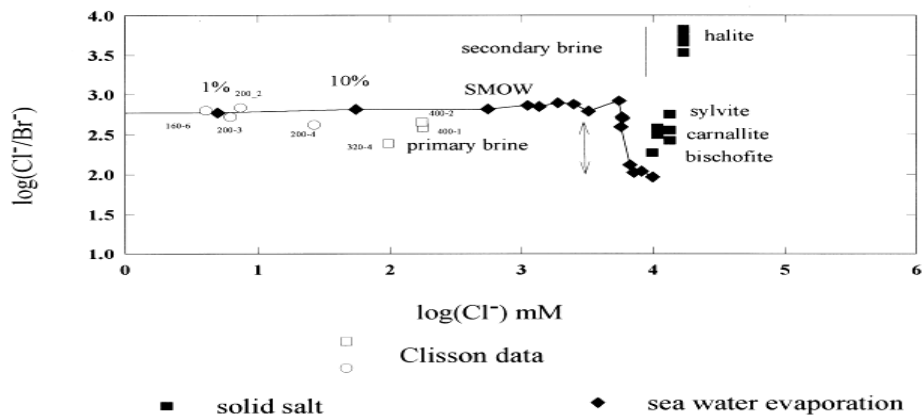 4.0
halite
3.5
secondary brine
1% 10% SMOW
200_2
3.0
sylvite
400-2
2.5
160-6 200-3 200-4 400-1 carnallite
320-4 primary brine
bischofite
2.0
1.5
1.0
log(Cl⁻/Br⁻)
0 1 2 3 4 5 6
log(Cl⁻) mM
Clisson data
solid salt sea water evaporation